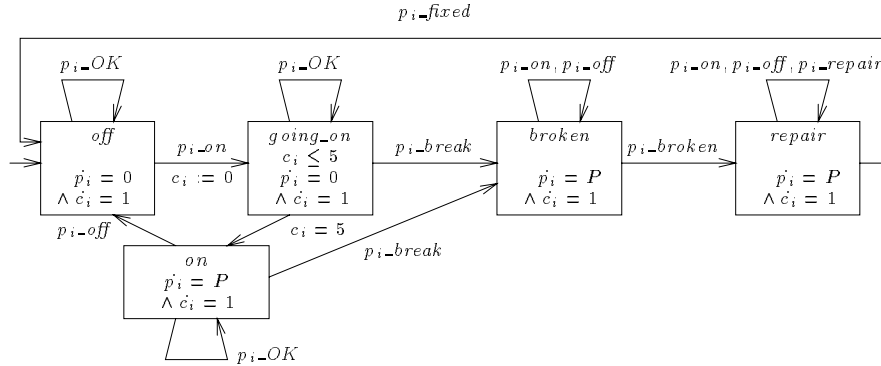 p_i_fixed
p_i_OK
p_i_OK
p_i_on, p_i_off
p_i_on, p_i_off, p_i_repair
off
ṗ_i = 0
∧ ċ_i = 1
p_i_on
c_i := 0
going_on
c_i ≤ 5
ṗ_i = 0
∧ ċ_i = 1
p_i_break
broken
ṗ_i = P
∧ ċ_i = 1
p_i_broken
repair
ṗ_i = P
∧ ċ_i = 1
p_i_off
c_i = 5
p_i_break
on
ṗ_i = P
∧ ċ_i = 1
p_i_OK